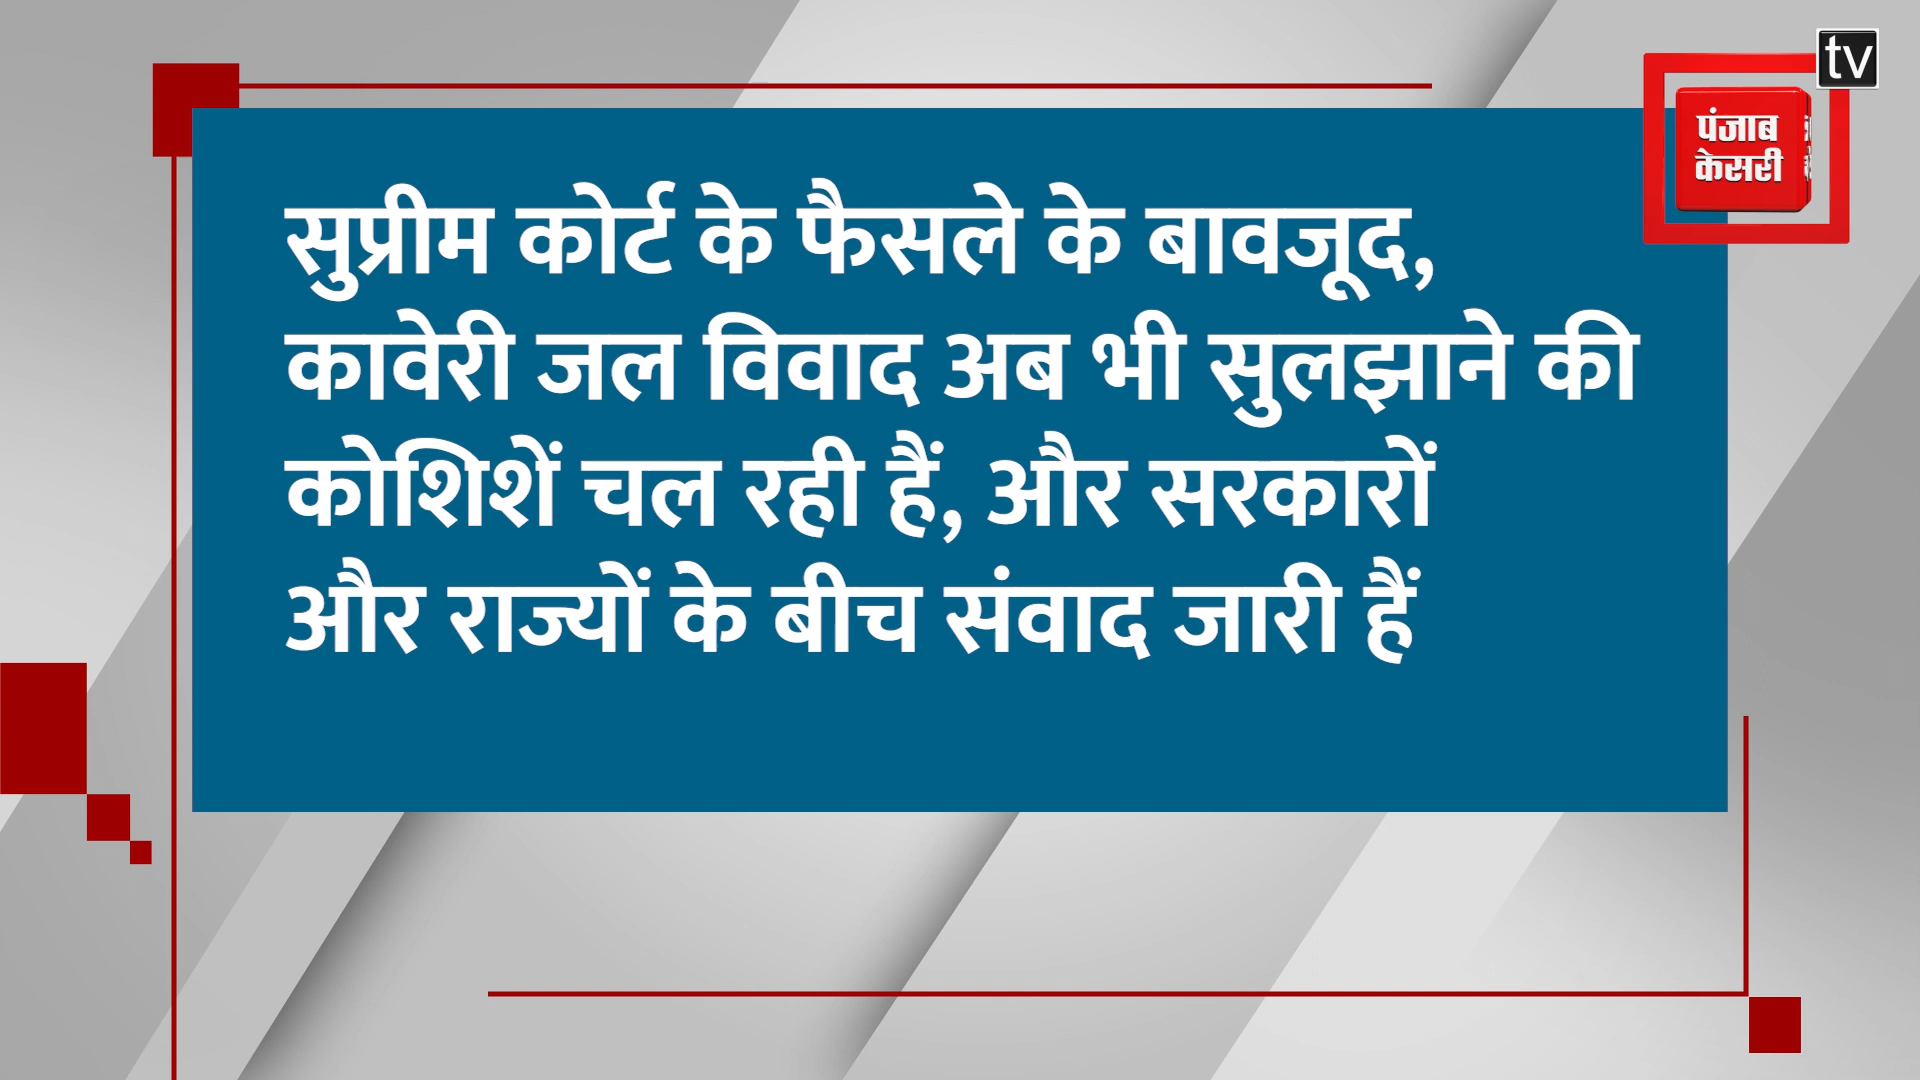 tv
पंजाब
केसरी
सुप्रीम कोर्ट के फैसले के बावजूद,
कावेरी जल विवाद अब भी सुलझाने की
कोशिशें चल रही हैं, और सरकारों
और राज्यों के बीच संवाद जारी हैं